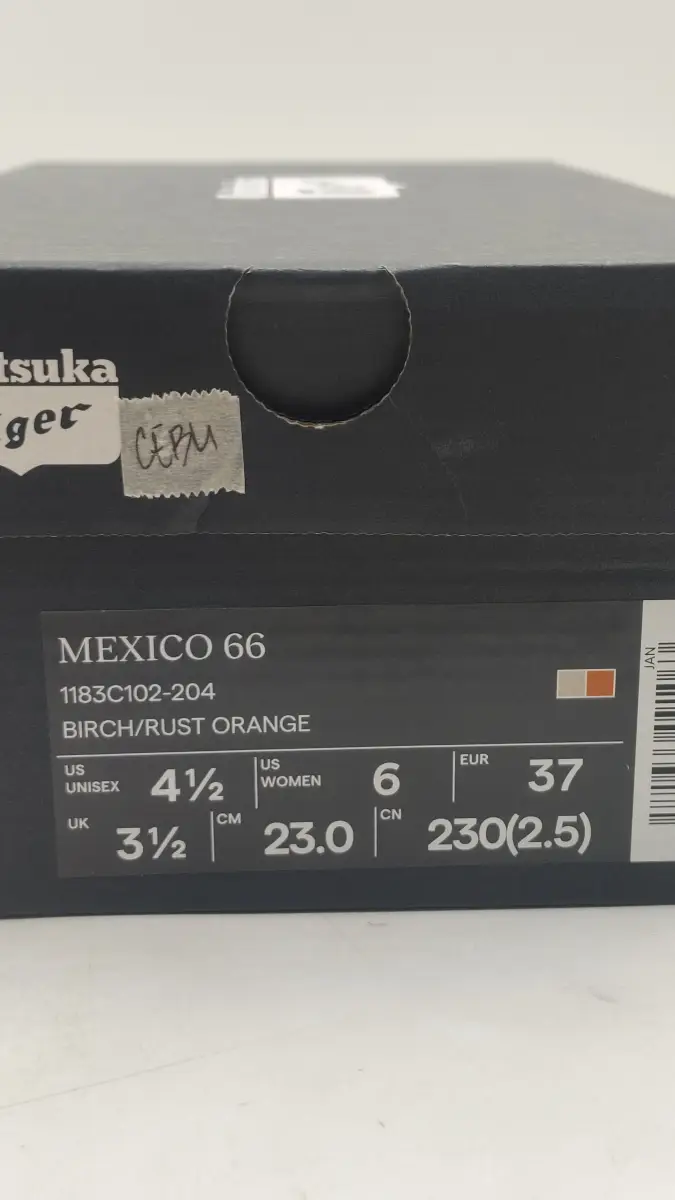 tsuka
ger
CEBU
MEXICO 66
1183C102-204
BIRCH/RUST ORANGE
US UNISEX 4½ US WOMEN 6 EUR 37
UK 3½ CM 23.0 CN 230(2.5)
JAN